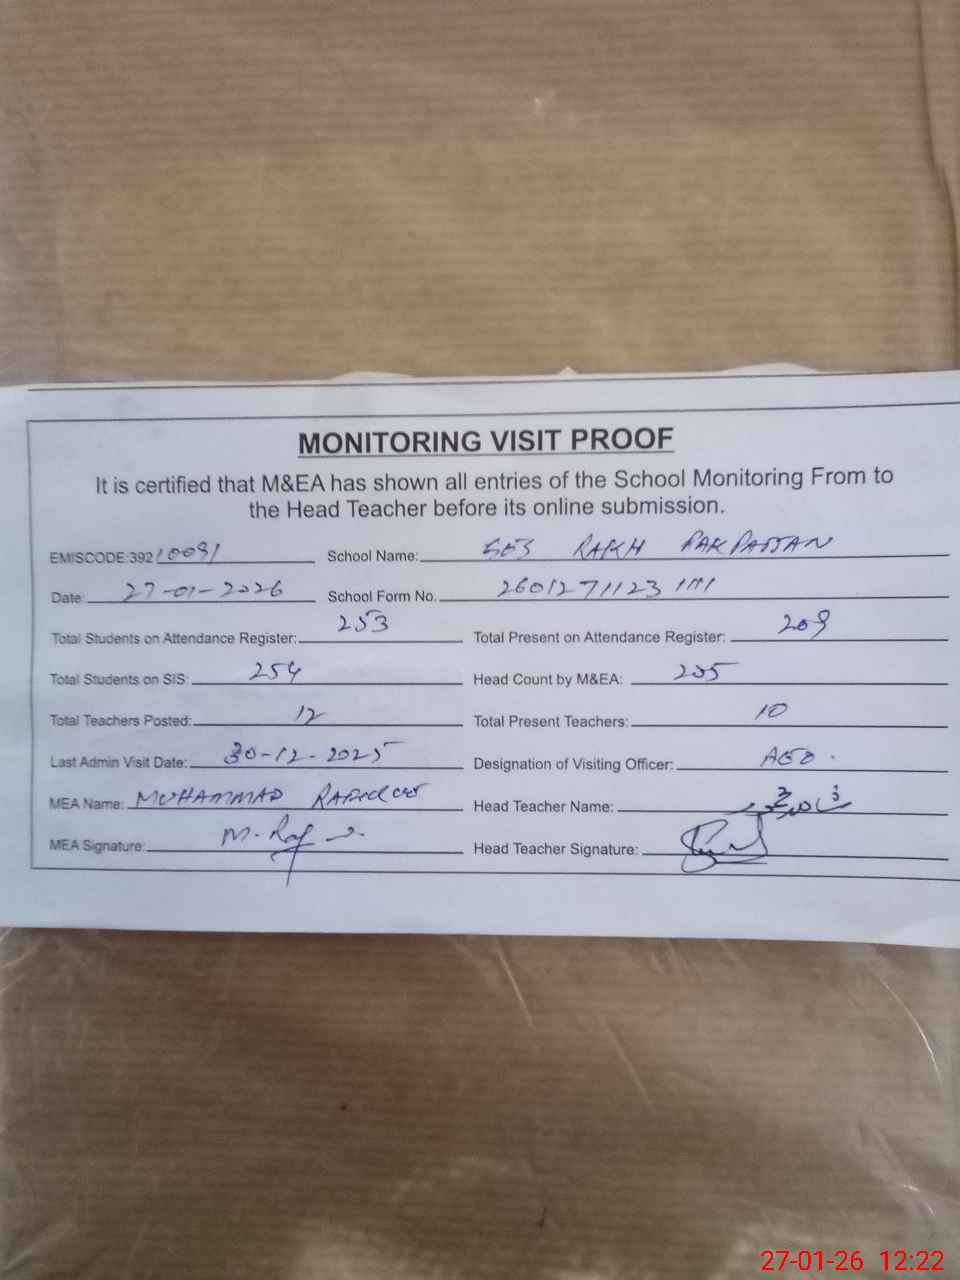 MONITORING VISIT PROOF
It is certified that M&EA has shown all entries of the School Monitoring From to
the Head Teacher before its online submission.
EMISCODE:392 10091 School Name: RAKH PAKPATTAN
Date: 27-01-2026 School Form No. 2601271123 1111
Total Students on Attendance Register: 253 Total Present on Attendance Register: 209
Total Students on SIS: 254 Head Count by M&EA: 205
Total Teachers Posted: 12 Total Present Teachers: 10
Last Admin Visit Date: 30-12-2025 Designation of Visiting Officer: AEO.
MEA Name: MUHAMMAD Head Teacher Name:
MEA Signature: Head Teacher Signature:
27-01-26 12:22